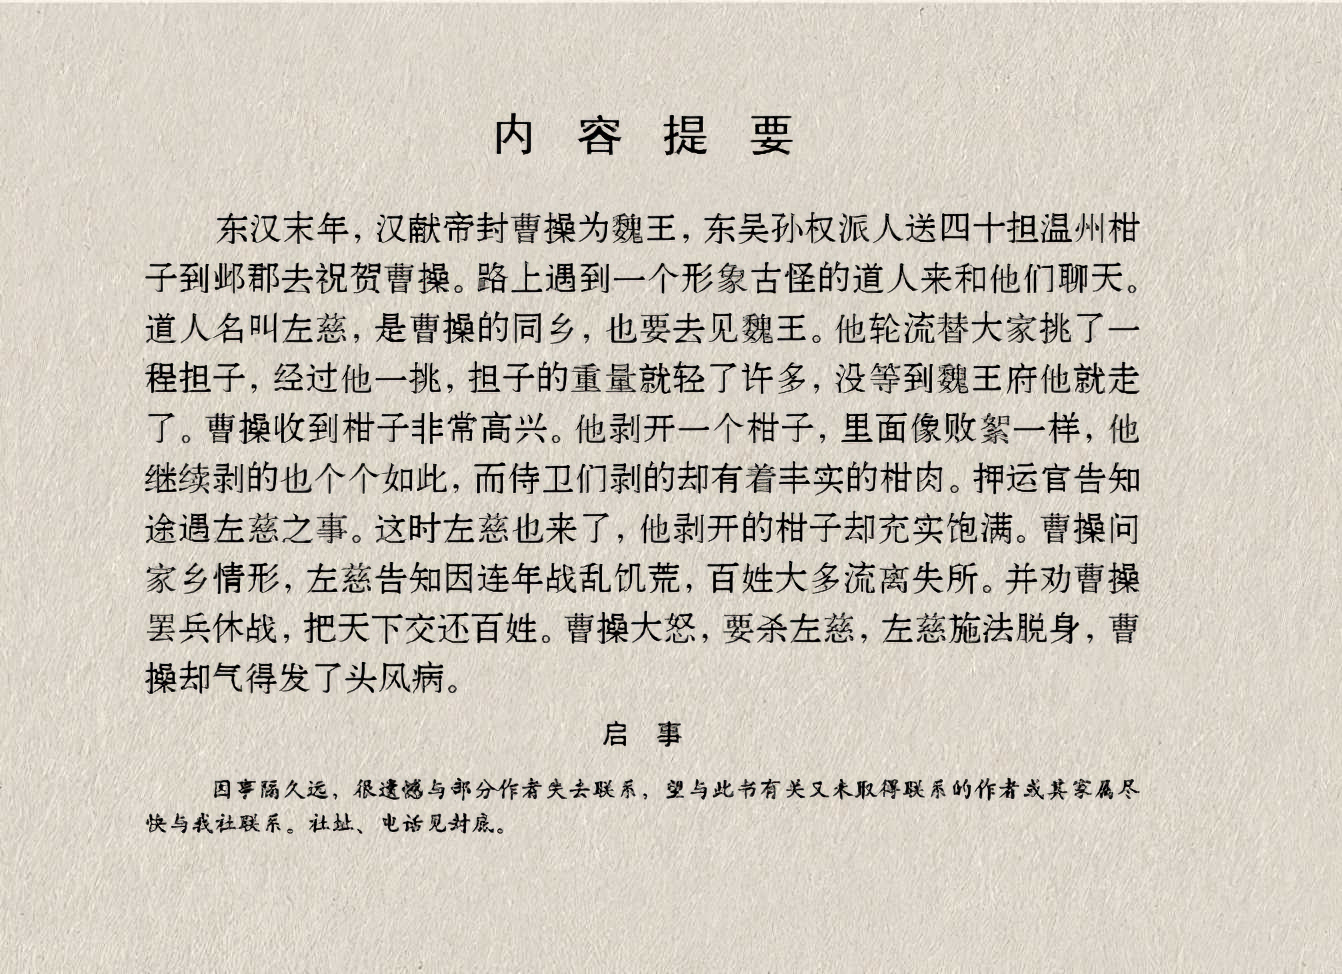 内容提要
东汉末年，汉献帝封曹操为魏王，东吴孙权派人送四十担温州柑
子到邺郡去祝贺曹操。路上遇到一个形象古怪的道人来和他们聊天。
道人名叫左慈，是曹操的同乡，也要去见魏王。他轮流替大家挑了一
程担子，经过他一挑，担子的重量就轻了许多，没等到魏王府他就走
了。曹操收到柑子非常高兴。他剥开一个柑子，里面像败絮一样，他
继续剥的也个个如此，而侍卫们剥的却有着丰实的柑肉。押运官告知
途遇左慈之事。这时左慈也来了，他剥开的柑子却充实饱满。曹操问
家乡情形，左慈告知因连年战乱饥荒，百姓大多流离失所。并劝曹操
罢兵休战，把天下交还百姓。曹操大怒，要杀左慈，左慈施法脱身，曹
操却气得发了头风病。
启事
因事隔久远，很遗憾与部分作者失去联系，望与此书有关又未取得联系的作者或其家属尽
快与我社联系。社址、电话见封底。